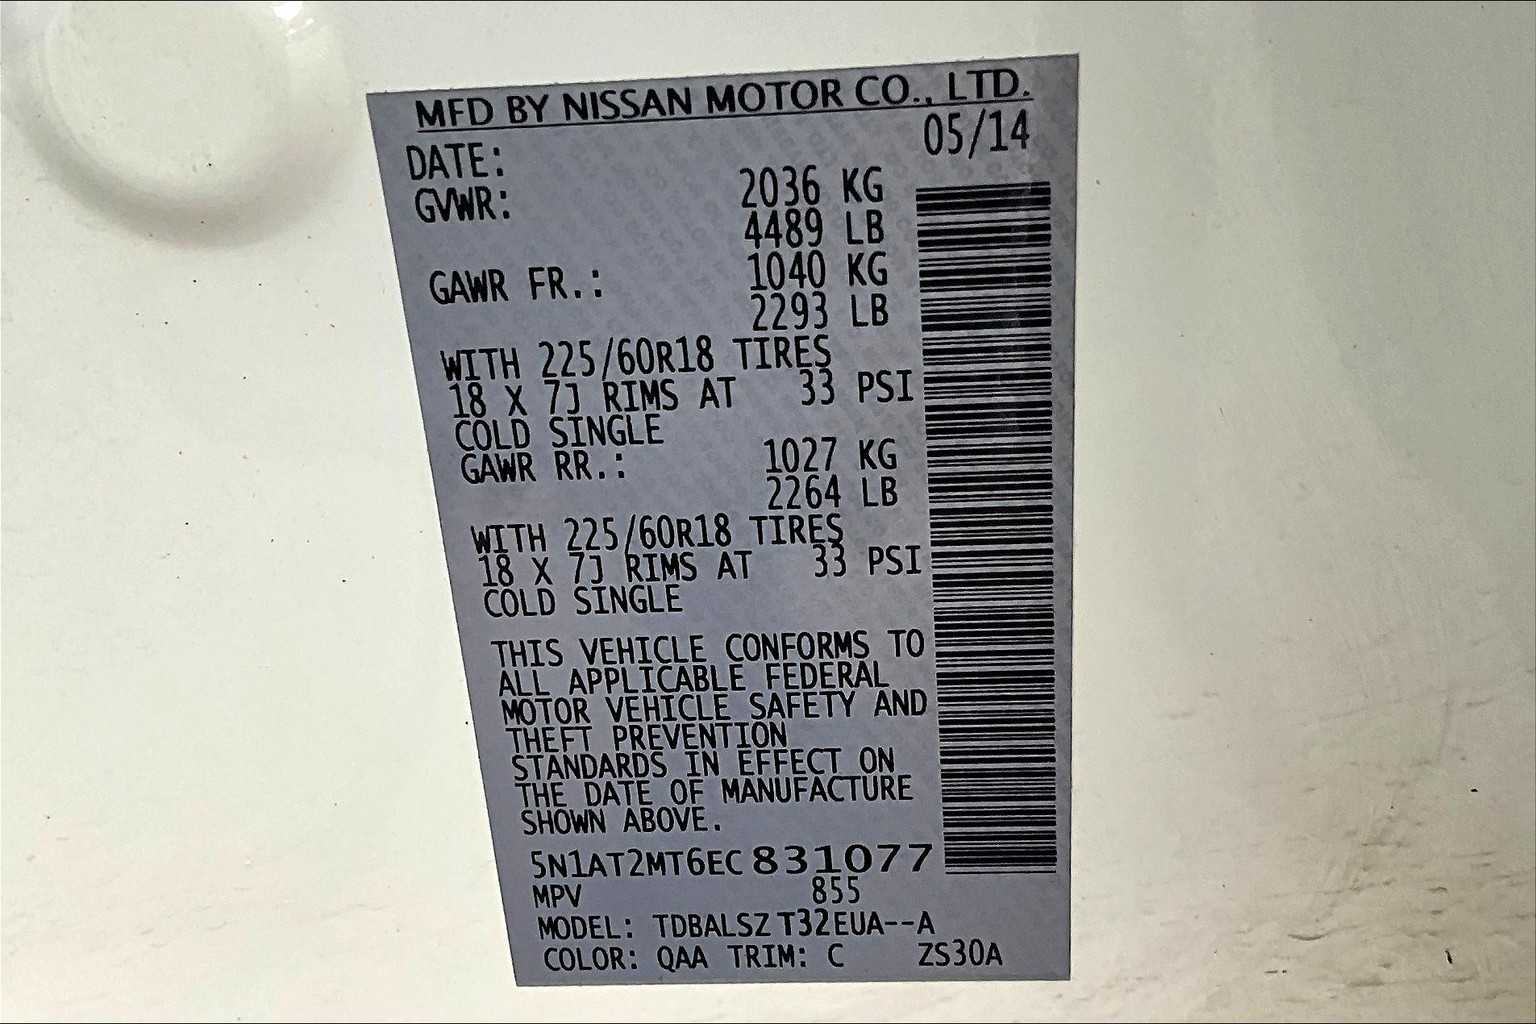 MFD BY NISSAN MOTOR CO., LTD.
DATE: 05/14
GVWR: 2036 KG
4489 LB
GAWR FR.: 1040 KG
2293 LB
WITH 225/60R18 TIRES
18 X 7J RIMS AT 33 PSI
COLD SINGLE
GAWR RR.: 1027 KG
2264 LB
WITH 225/60R18 TIRES
18 X 7J RIMS AT 33 PSI
COLD SINGLE
THIS VEHICLE CONFORMS TO
ALL APPLICABLE FEDERAL
MOTOR VEHICLE SAFETY AND
THEFT PREVENTION
STANDARDS IN EFFECT ON
THE DATE OF MANUFACTURE
SHOWN ABOVE.
5N1AT2MT6EC831077
MPV 855
MODEL: TDBALSZ T32EUA--A
COLOR: QAA TRIM: C ZS30A